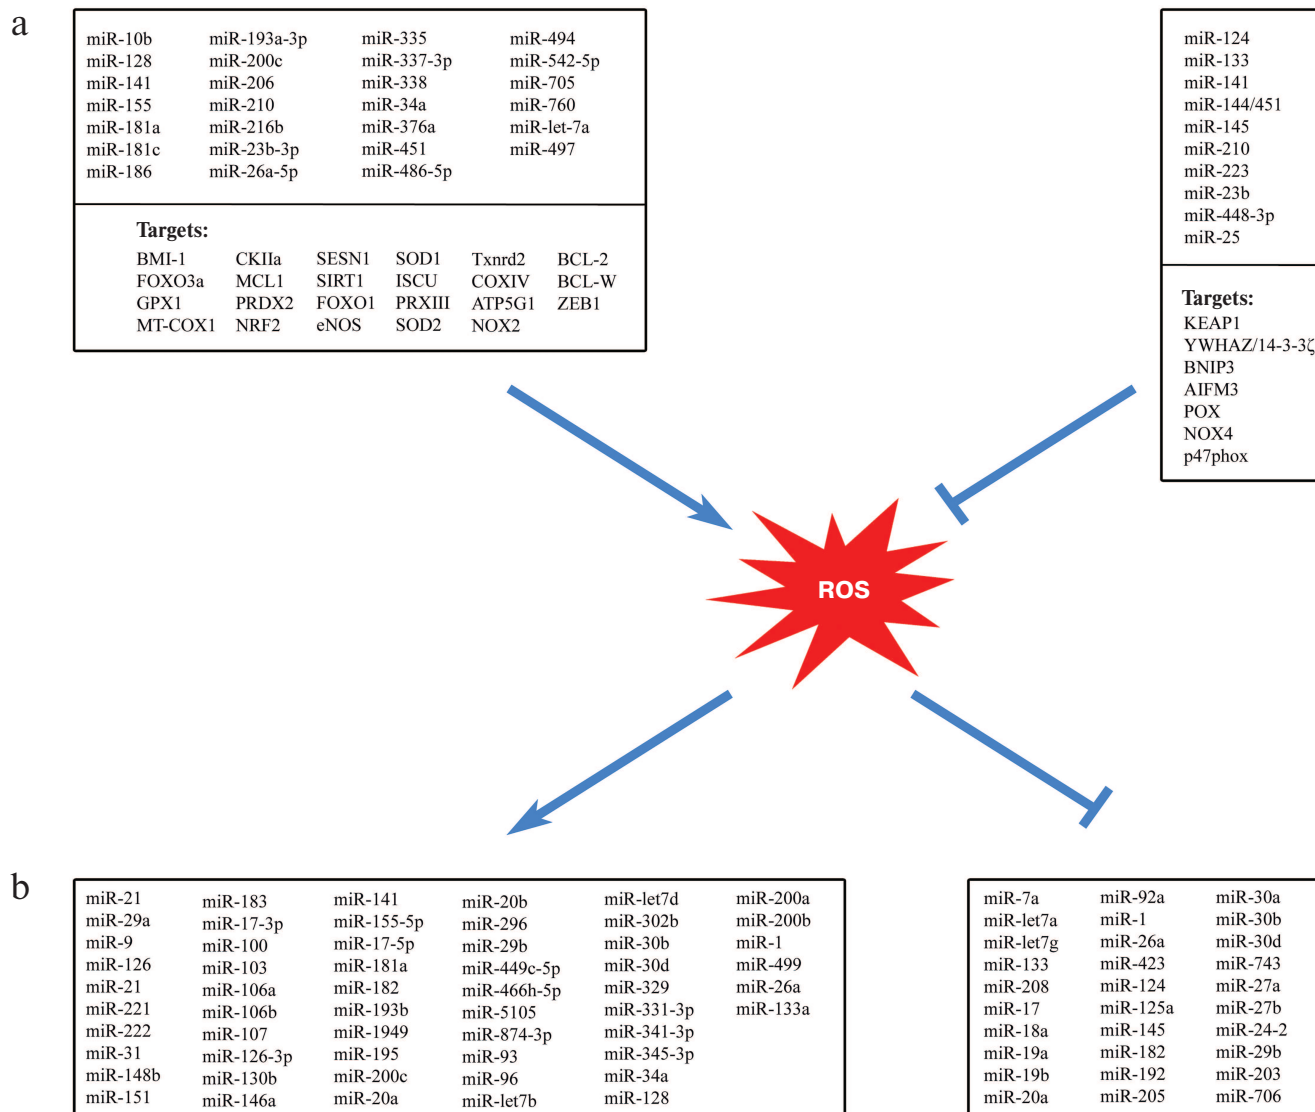 a
miR-10b miR-193a-3p miR-335 miR-494
miR-128 miR-200c miR-337-3p miR-542-5p
miR-141 miR-206 miR-338 miR-705
miR-155 miR-210 miR-34a miR-760
miR-181a miR-216b miR-376a miR-let-7a
miR-181c miR-23b-3p miR-451 miR-497
miR-186 miR-26a-5p miR-486-5p
Targets:
BMI-1 CKIIa SESN1 SOD1 Txnrd2 BCL-2
FOXO3a MCL1 SIRT1 ISCU COXIV BCL-W
GPX1 PRDX2 FOXO1 PRXIII ATP5G1 ZEB1
MT-COX1 NRF2 eNOS SOD2 NOX2
miR-124
miR-133
miR-141
miR-144/451
miR-145
miR-210
miR-223
miR-23b
miR-448-3p
miR-25
Targets:
KEAP1
YWHAZ/14-3-3ζ
BNIP3
AIFM3
POX
NOX4
p47phox
ROS
b
miR-21 miR-183 miR-141 miR-20b miR-let7d miR-200a
miR-29a miR-17-3p miR-155-5p miR-296 miR-302b miR-200b
miR-9 miR-100 miR-17-5p miR-29b miR-30b miR-1
miR-126 miR-103 miR-181a miR-449c-5p miR-30d miR-499
miR-21 miR-106a miR-182 miR-466h-5p miR-329 miR-26a
miR-221 miR-106b miR-193b miR-5105 miR-331-3p miR-133a
miR-222 miR-107 miR-1949 miR-874-3p miR-341-3p
miR-31 miR-126-3p miR-195 miR-93 miR-345-3p
miR-148b miR-130b miR-200c miR-96 miR-34a
miR-151 miR-146a miR-20a miR-let7b miR-128
miR-7a miR-92a miR-30a
miR-let7a miR-1 miR-30b
miR-let7g miR-26a miR-30d
miR-133 miR-423 miR-743
miR-208 miR-124 miR-27a
miR-17 miR-125a miR-27b
miR-18a miR-145 miR-24-2
miR-19a miR-182 miR-29b
miR-19b miR-192 miR-203
miR-20a miR-205 miR-706